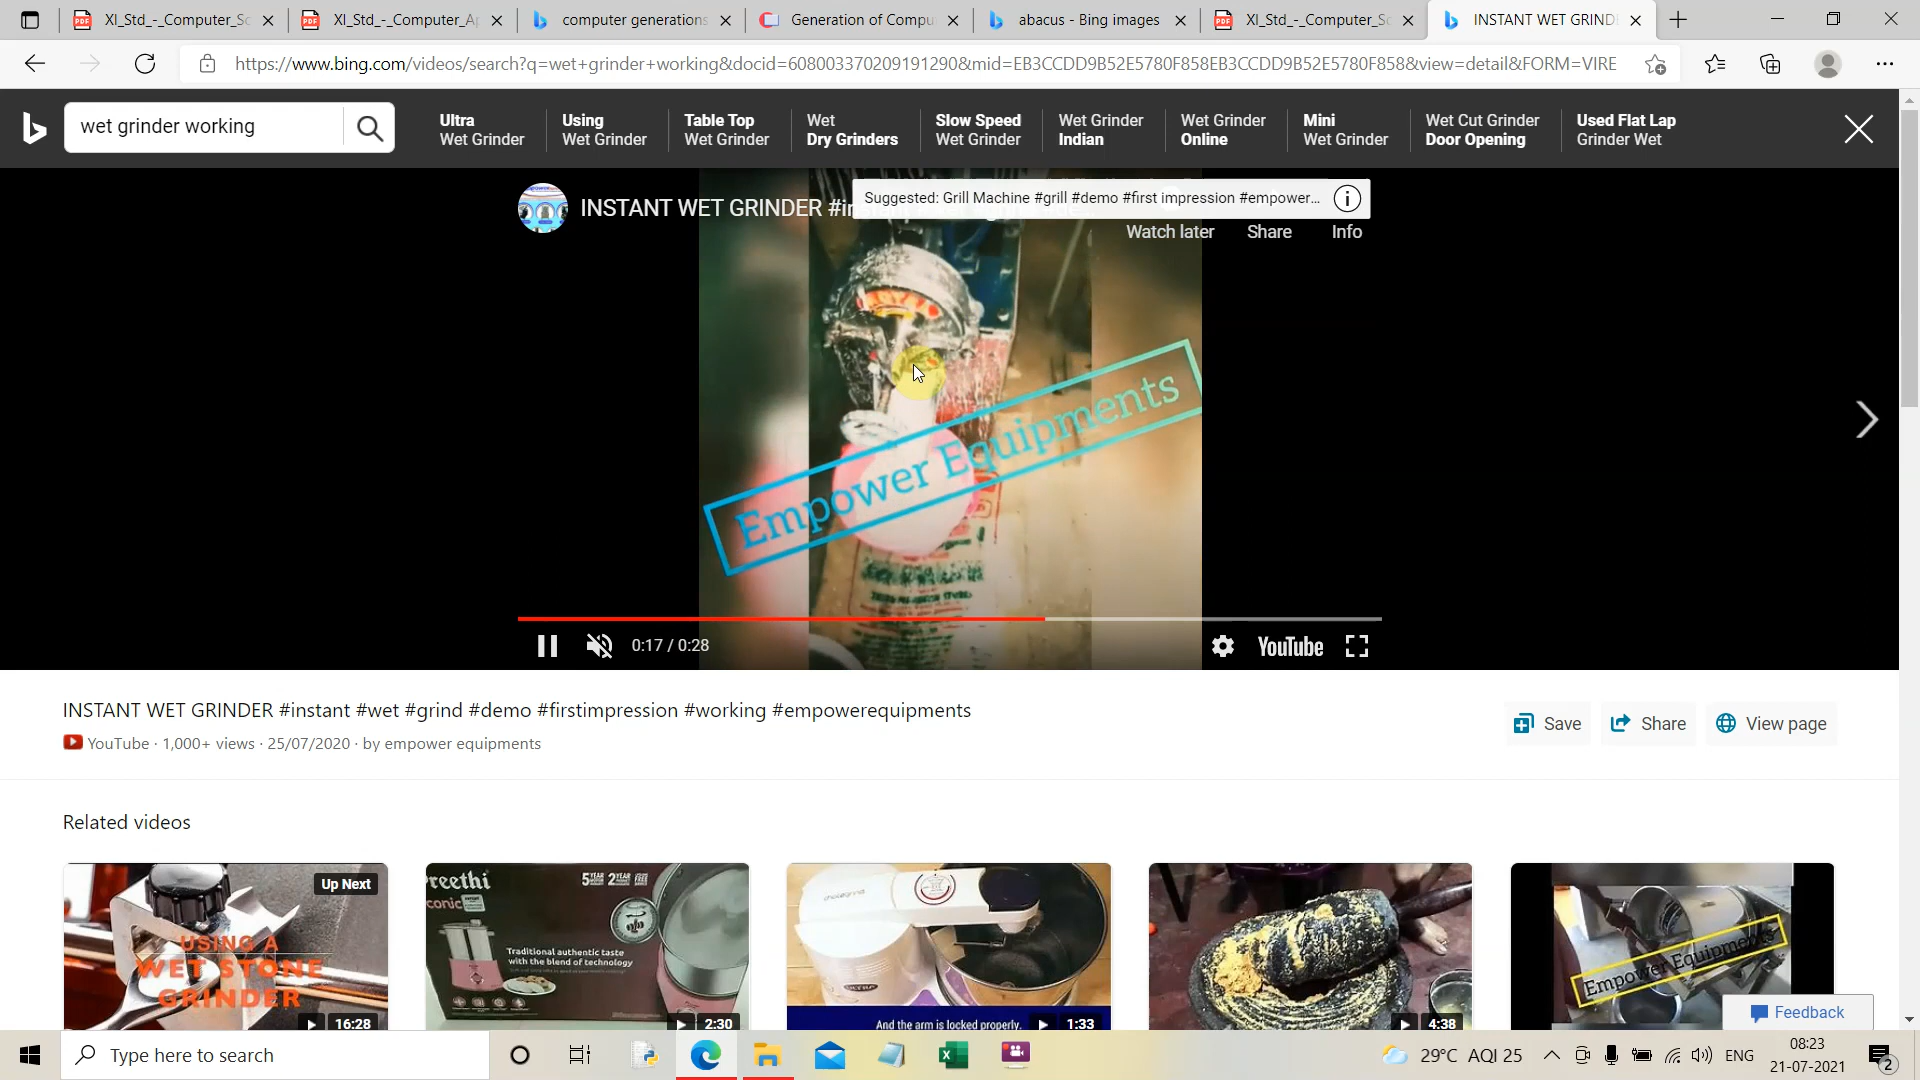 XI_Std_-_Computer_Sc
XI_Std_-_Computer_Ap
computer generations
Generation of Compu
abacus - Bing images
XI_Std_-_Computer_Sc
INSTANT WET GRIND
https://www.bing.com/videos/search?q=wet+grinder+working&docid=608003370209191290&mid=EB3CCDD9B52E5780F858EB3CCDD9B52E5780F858&view=detail&FORM=VIRE
wet grinder working
Ultra
Wet Grinder
Using
Wet Grinder
Table Top
Wet Grinder
Wet
Dry Grinders
Slow Speed
Wet Grinder
Wet Grinder
Indian
Wet Grinder
Online
Mini
Wet Grinder
Wet Cut Grinder
Door Opening
Used Flat Lap
Grinder Wet
Suggested: Grill Machine #grill #demo #first impression #empower...
INSTANT WET GRINDER
Watch later
Share
Info
Empower Equipments
0:17 / 0:28
YouTube
INSTANT WET GRINDER #instant #wet #grind #demo #firstimpression #working #empowerequipments
YouTube · 1,000+ views · 25/07/2020 · by empower equipments
Save
Share
View page
Related videos
Up Next
USING A
WET STONE
GRINDER
16:28
reethi
conic
5 YEAR
2 YEAR
Traditional authentic taste
with the blend of technology
2:30
ULTRA
And the arm is locked properly.
1:33
4:38
Empower Equipments
Feedback
Type here to search
29°C AQI 25
ENG
08:23
21-07-2021
2